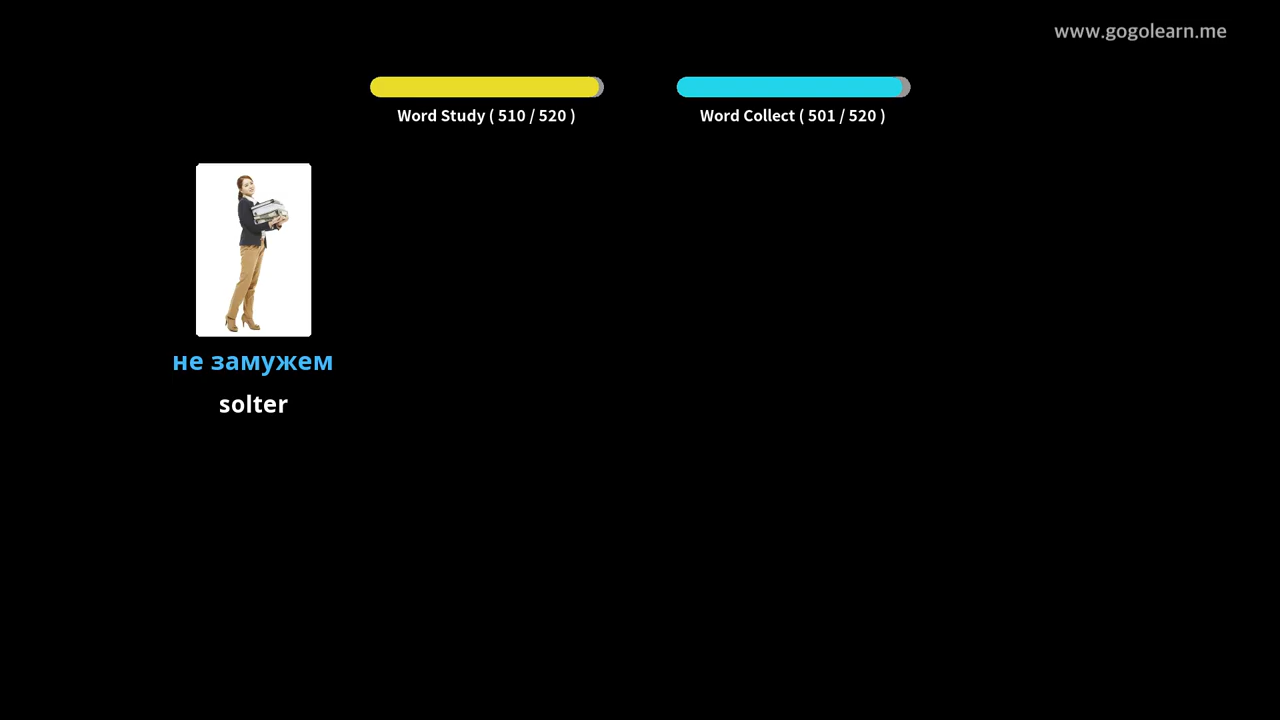 www.gogolearn.me
Word Study ( 510 / 520 )
Word Collect ( 501 / 520 )
не замужем
solter